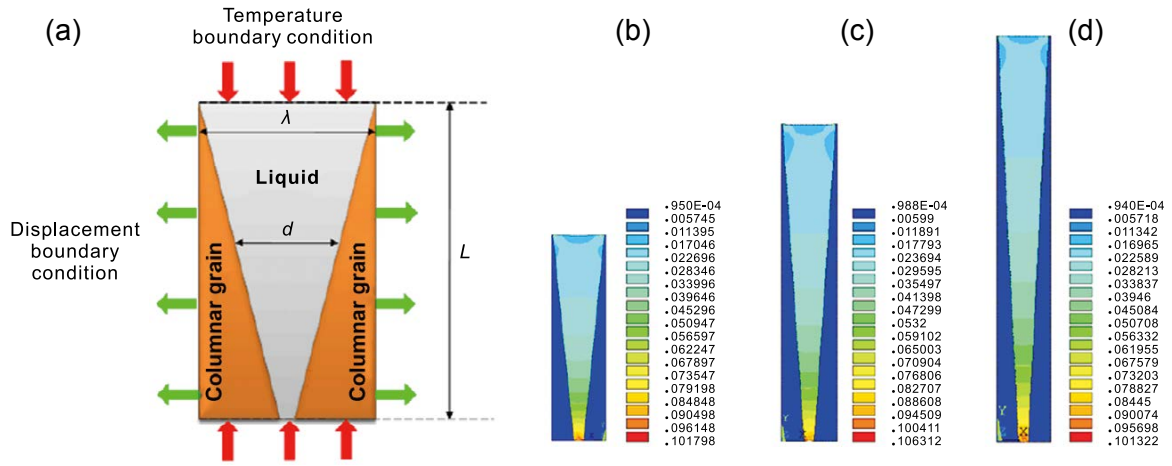 (a)
Temperature
boundary condition
λ
Liquid
d
L
Columnar grain
Columnar grain
Displacement
boundary
condition
(b)
.950E-04
.005745
.011395
.017046
.022696
.028346
.033996
.039646
.045296
.050947
.056597
.062247
.067897
.073547
.079198
.084848
.090498
.096148
.101798
(c)
.988E-04
.00599
.011891
.017793
.023694
.029595
.035497
.041398
.047299
.0532
.059102
.065003
.070904
.076806
.082707
.088608
.094509
.100411
.106312
Y
(d)
.940E-04
.005718
.011342
.016965
.022589
.028213
.033837
.03946
.045084
.050708
.056332
.061955
.067579
.073203
.078827
.08445
.090074
.095698
.101322
Y
X